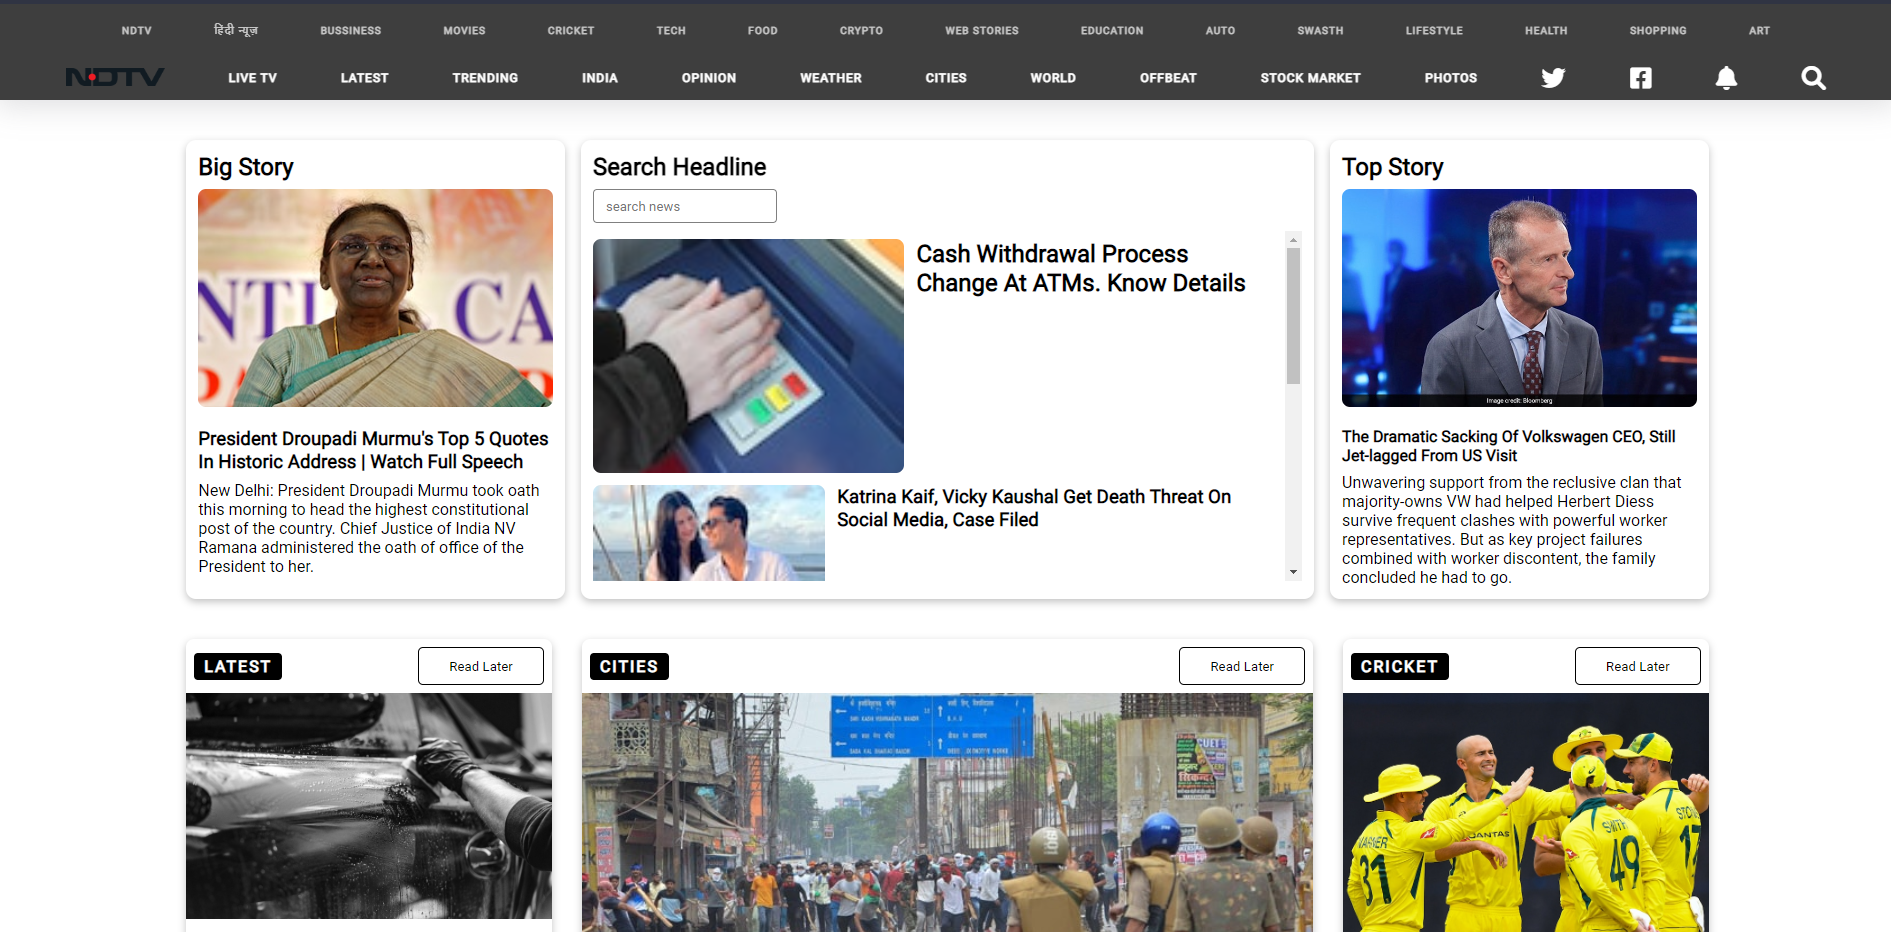 NDTV हिंदी न्यूज़ BUSSINESS MOVIES CRICKET TECH FOOD CRYPTO WEB STORIES EDUCATION AUTO SWASTH LIFESTYLE HEALTH SHOPPING ART
NDTV LIVE TV LATEST TRENDING INDIA OPINION WEATHER CITIES WORLD OFFBEAT STOCK MARKET PHOTOS
Big Story
President Droupadi Murmu's Top 5 Quotes
In Historic Address | Watch Full Speech
New Delhi: President Droupadi Murmu took oath
this morning to head the highest constitutional
post of the country. Chief Justice of India NV
Ramana administered the oath of office of the
President to her.
Search Headline
search news
Cash Withdrawal Process
Change At ATMs. Know Details
Katrina Kaif, Vicky Kaushal Get Death Threat On
Social Media, Case Filed
Top Story
Image credit: Bloomberg
The Dramatic Sacking Of Volkswagen CEO, Still
Jet-lagged From US Visit
Unwavering support from the reclusive clan that
majority-owns VW had helped Herbert Diess
survive frequent clashes with powerful worker
representatives. But as key project failures
combined with worker discontent, the family
concluded he had to go.
LATEST
Read Later
CITIES
Read Later
B.H.U
CUET
CRICKET
Read Later
31
QANTAS
SMITH
49
17